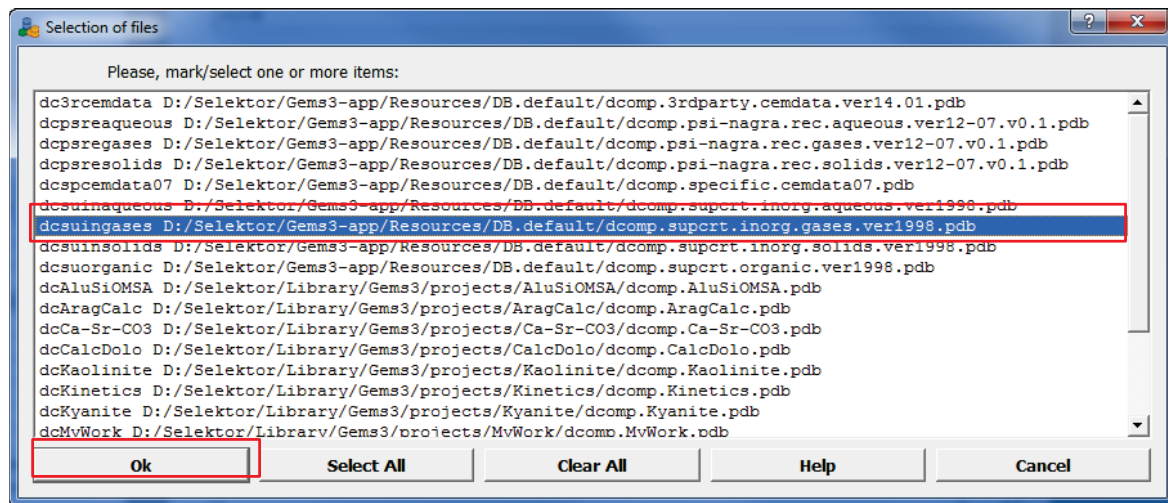 Selection of files
Please, mark/select one or more items:
dc3rcemdata D:/Selektor/Gems3-app/Resources/DB.default/dcomp.3rdparty.cemdata.ver14.01.pdb
dcpsreaqueous D:/Selektor/Gems3-app/Resources/DB.default/dcomp.psi-nagra.rec.aqueous.ver12-07.v0.1.pdb
dcpsregases D:/Selektor/Gems3-app/Resources/DB.default/dcomp.psi-nagra.rec.gases.ver12-07.v0.1.pdb
dcpsresolids D:/Selektor/Gems3-app/Resources/DB.default/dcomp.psi-nagra.rec.solids.ver12-07.v0.1.pdb
dcspcemdata07 D:/Selektor/Gems3-app/Resources/DB.default/dcomp.specific.cemdata07.pdb
dcsuinaqueous D:/Selektor/Gems3-app/Resources/DB.default/dcomp.supcrt.inorg.aqueous.ver1998.pdb
dcsuingases D:/Selektor/Gems3-app/Resources/DB.default/dcomp.supcrt.inorg.gases.ver1998.pdb
dcsuinsolids D:/Selektor/Gems3-app/Resources/DB.default/dcomp.supcrt.inorg.solids.ver1998.pdb
dcsuorganic D:/Selektor/Gems3-app/Resources/DB.default/dcomp.supcrt.organic.ver1998.pdb
dcAluSiOMSA D:/Selektor/Library/Gems3/projects/AluSiOMSA/dcomp.AluSiOMSA.pdb
dcAragCalc D:/Selektor/Library/Gems3/projects/AragCalc/dcomp.AragCalc.pdb
dcCa-Sr-CO3 D:/Selektor/Library/Gems3/projects/Ca-Sr-CO3/dcomp.Ca-Sr-CO3.pdb
dcCalcDolo D:/Selektor/Library/Gems3/projects/CalcDolo/dcomp.CalcDolo.pdb
dcKaolinite D:/Selektor/Library/Gems3/projects/Kaolinite/dcomp.Kaolinite.pdb
dcKinetics D:/Selektor/Library/Gems3/projects/Kinetics/dcomp.Kinetics.pdb
dcKyanite D:/Selektor/Library/Gems3/projects/Kyanite/dcomp.Kyanite.pdb
dcMyWork D:/Selektor/Library/Gems3/projects/MyWork/dcomp.MyWork.pdb
Ok Select All Clear All Help Cancel